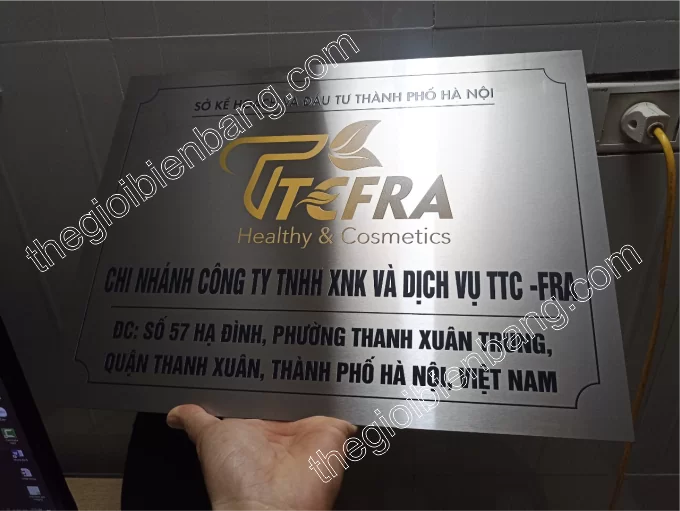 SỞ KẾ HOẠCH VÀ ĐẦU TƯ THÀNH PHỐ HÀ NỘI
TTCFRA
Healthy & Cosmetics
CHI NHÁNH CÔNG TY TNHH XNK VÀ DỊCH VỤ TTC -FRA
ĐC: SỐ 57 HẠ ĐÌNH, PHƯỜNG THANH XUÂN TRUNG,
QUẬN THANH XUÂN, THÀNH PHỐ HÀ NỘI, VIỆT NAM
thegioibienbang.com
thegioibienbang.com
thegioibienbang.com